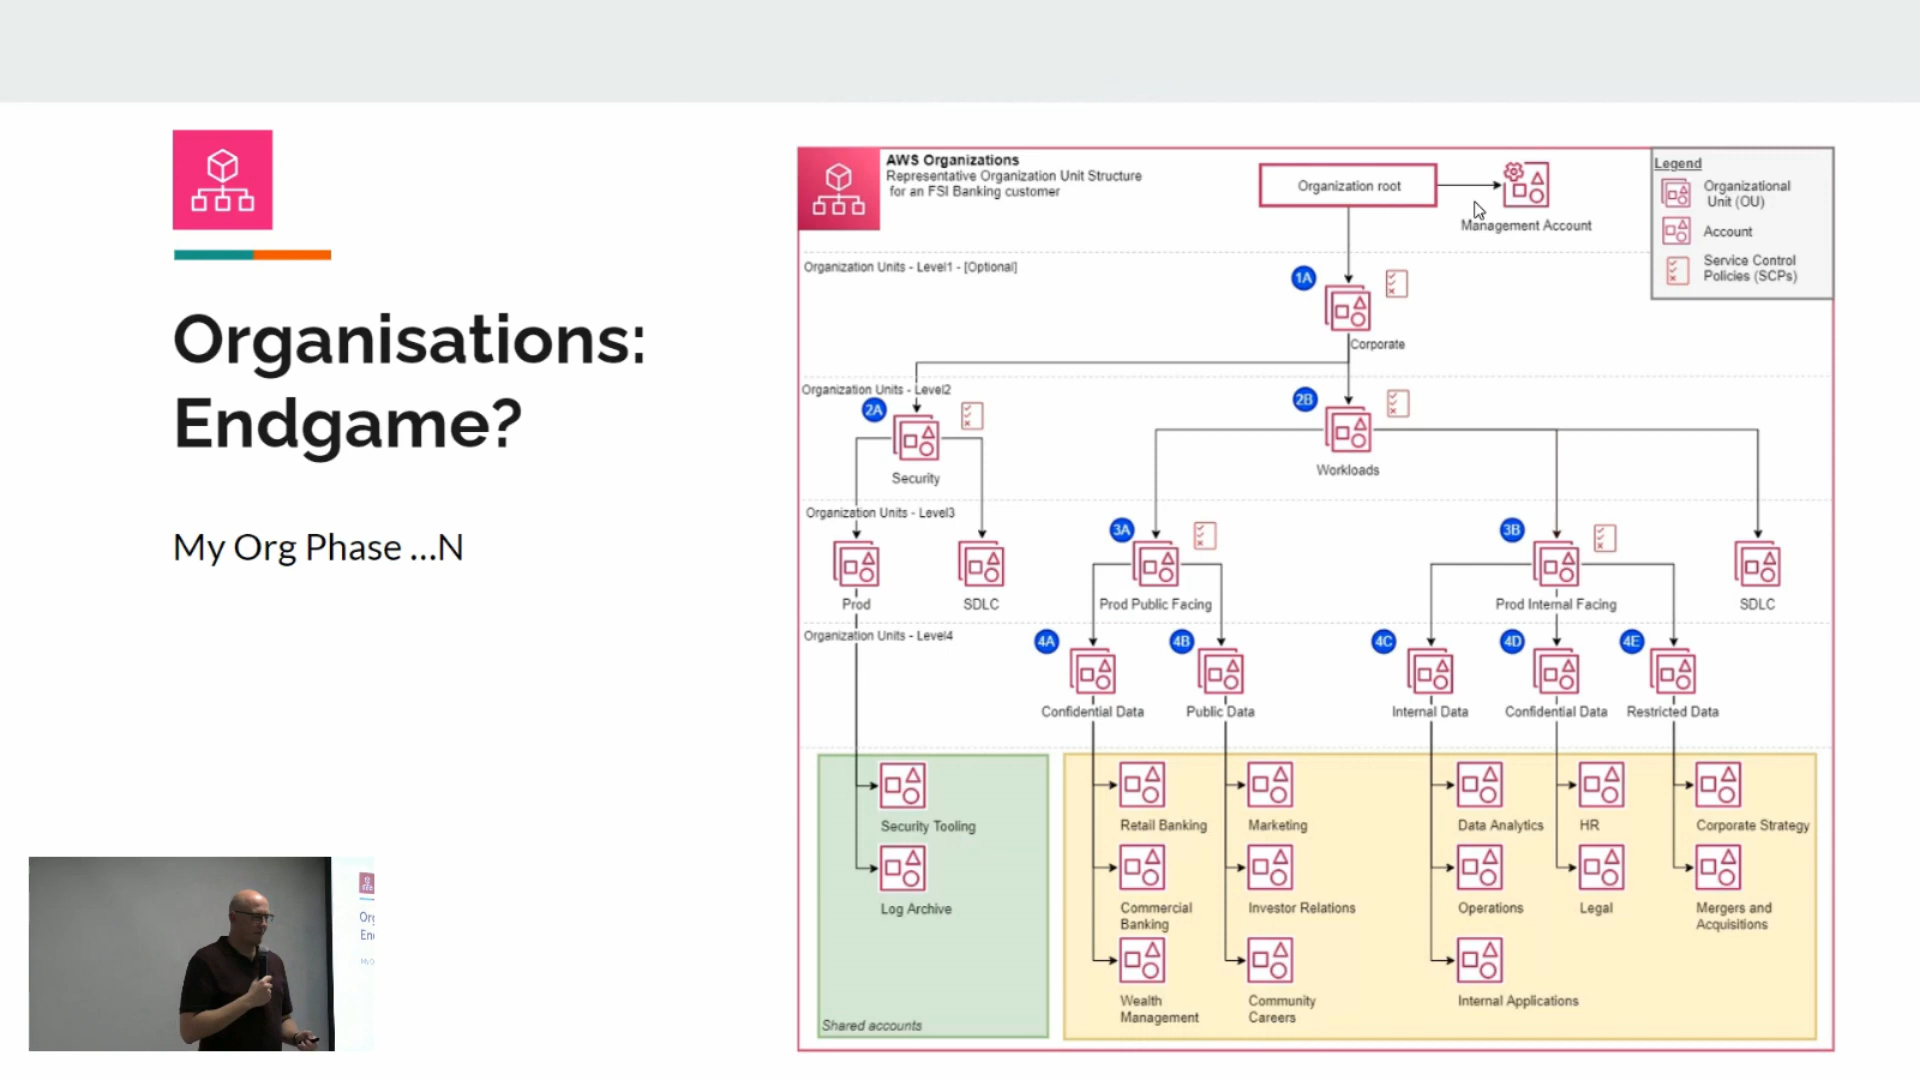 Organisations:
Endgame?
My Org Phase ...N
AWS Organizations
Representative Organization Unit Structure
for an FSI Banking customer
Organization root
Management Account
Legend
Organizational
Unit (OU)
Account
Service Control
Policies (SCPs)
Organization Units - Level1 - [Optional]
1A
Corporate
Organization Units - Level2
2A
Security
2B
Workloads
Organization Units - Level3
Prod
SDLC
3A
Prod Public Facing
3B
Prod Internal Facing
SDLC
Organization Units - Level4
4A
Confidential Data
4B
Public Data
4C
Internal Data
4D
Confidential Data
4E
Restricted Data
Security Tooling
Log Archive
Shared accounts
Retail Banking
Commercial
Banking
Wealth
Management
Marketing
Investor Relations
Community
Careers
Data Analytics
Operations
Internal Applications
HR
Legal
Corporate Strategy
Mergers and
Acquisitions